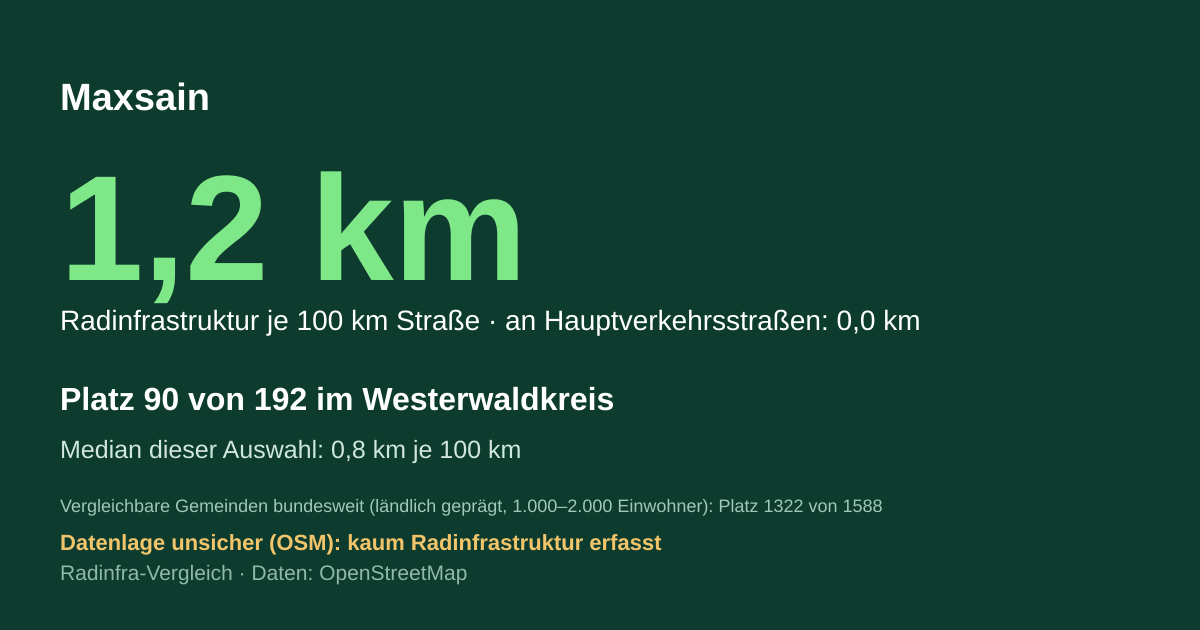 Maxsain
1,2 km
Radinfrastruktur je 100 km Straße · an Hauptverkehrsstraßen: 0,0 km
Platz 90 von 192 im Westerwaldkreis
Median dieser Auswahl: 0,8 km je 100 km
Vergleichbare Gemeinden bundesweit (ländlich geprägt, 1.000–2.000 Einwohner): Platz 1322 von 1588
Datenlage unsicher (OSM): kaum Radinfrastruktur erfasst
Radinfra-Vergleich · Daten: OpenStreetMap